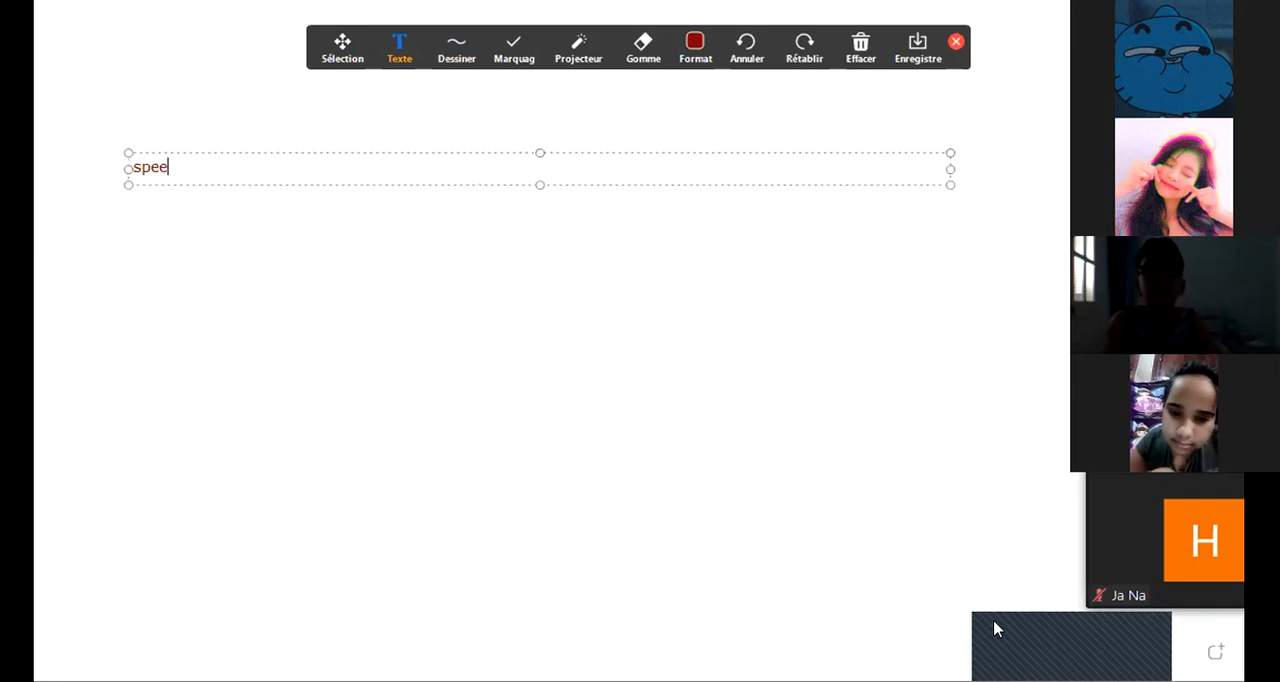 Sélection Texte Dessiner Marquag Projecteur Gomme Format Annuler Rétablir Effacer Enregistre
spee
H
Ja Na